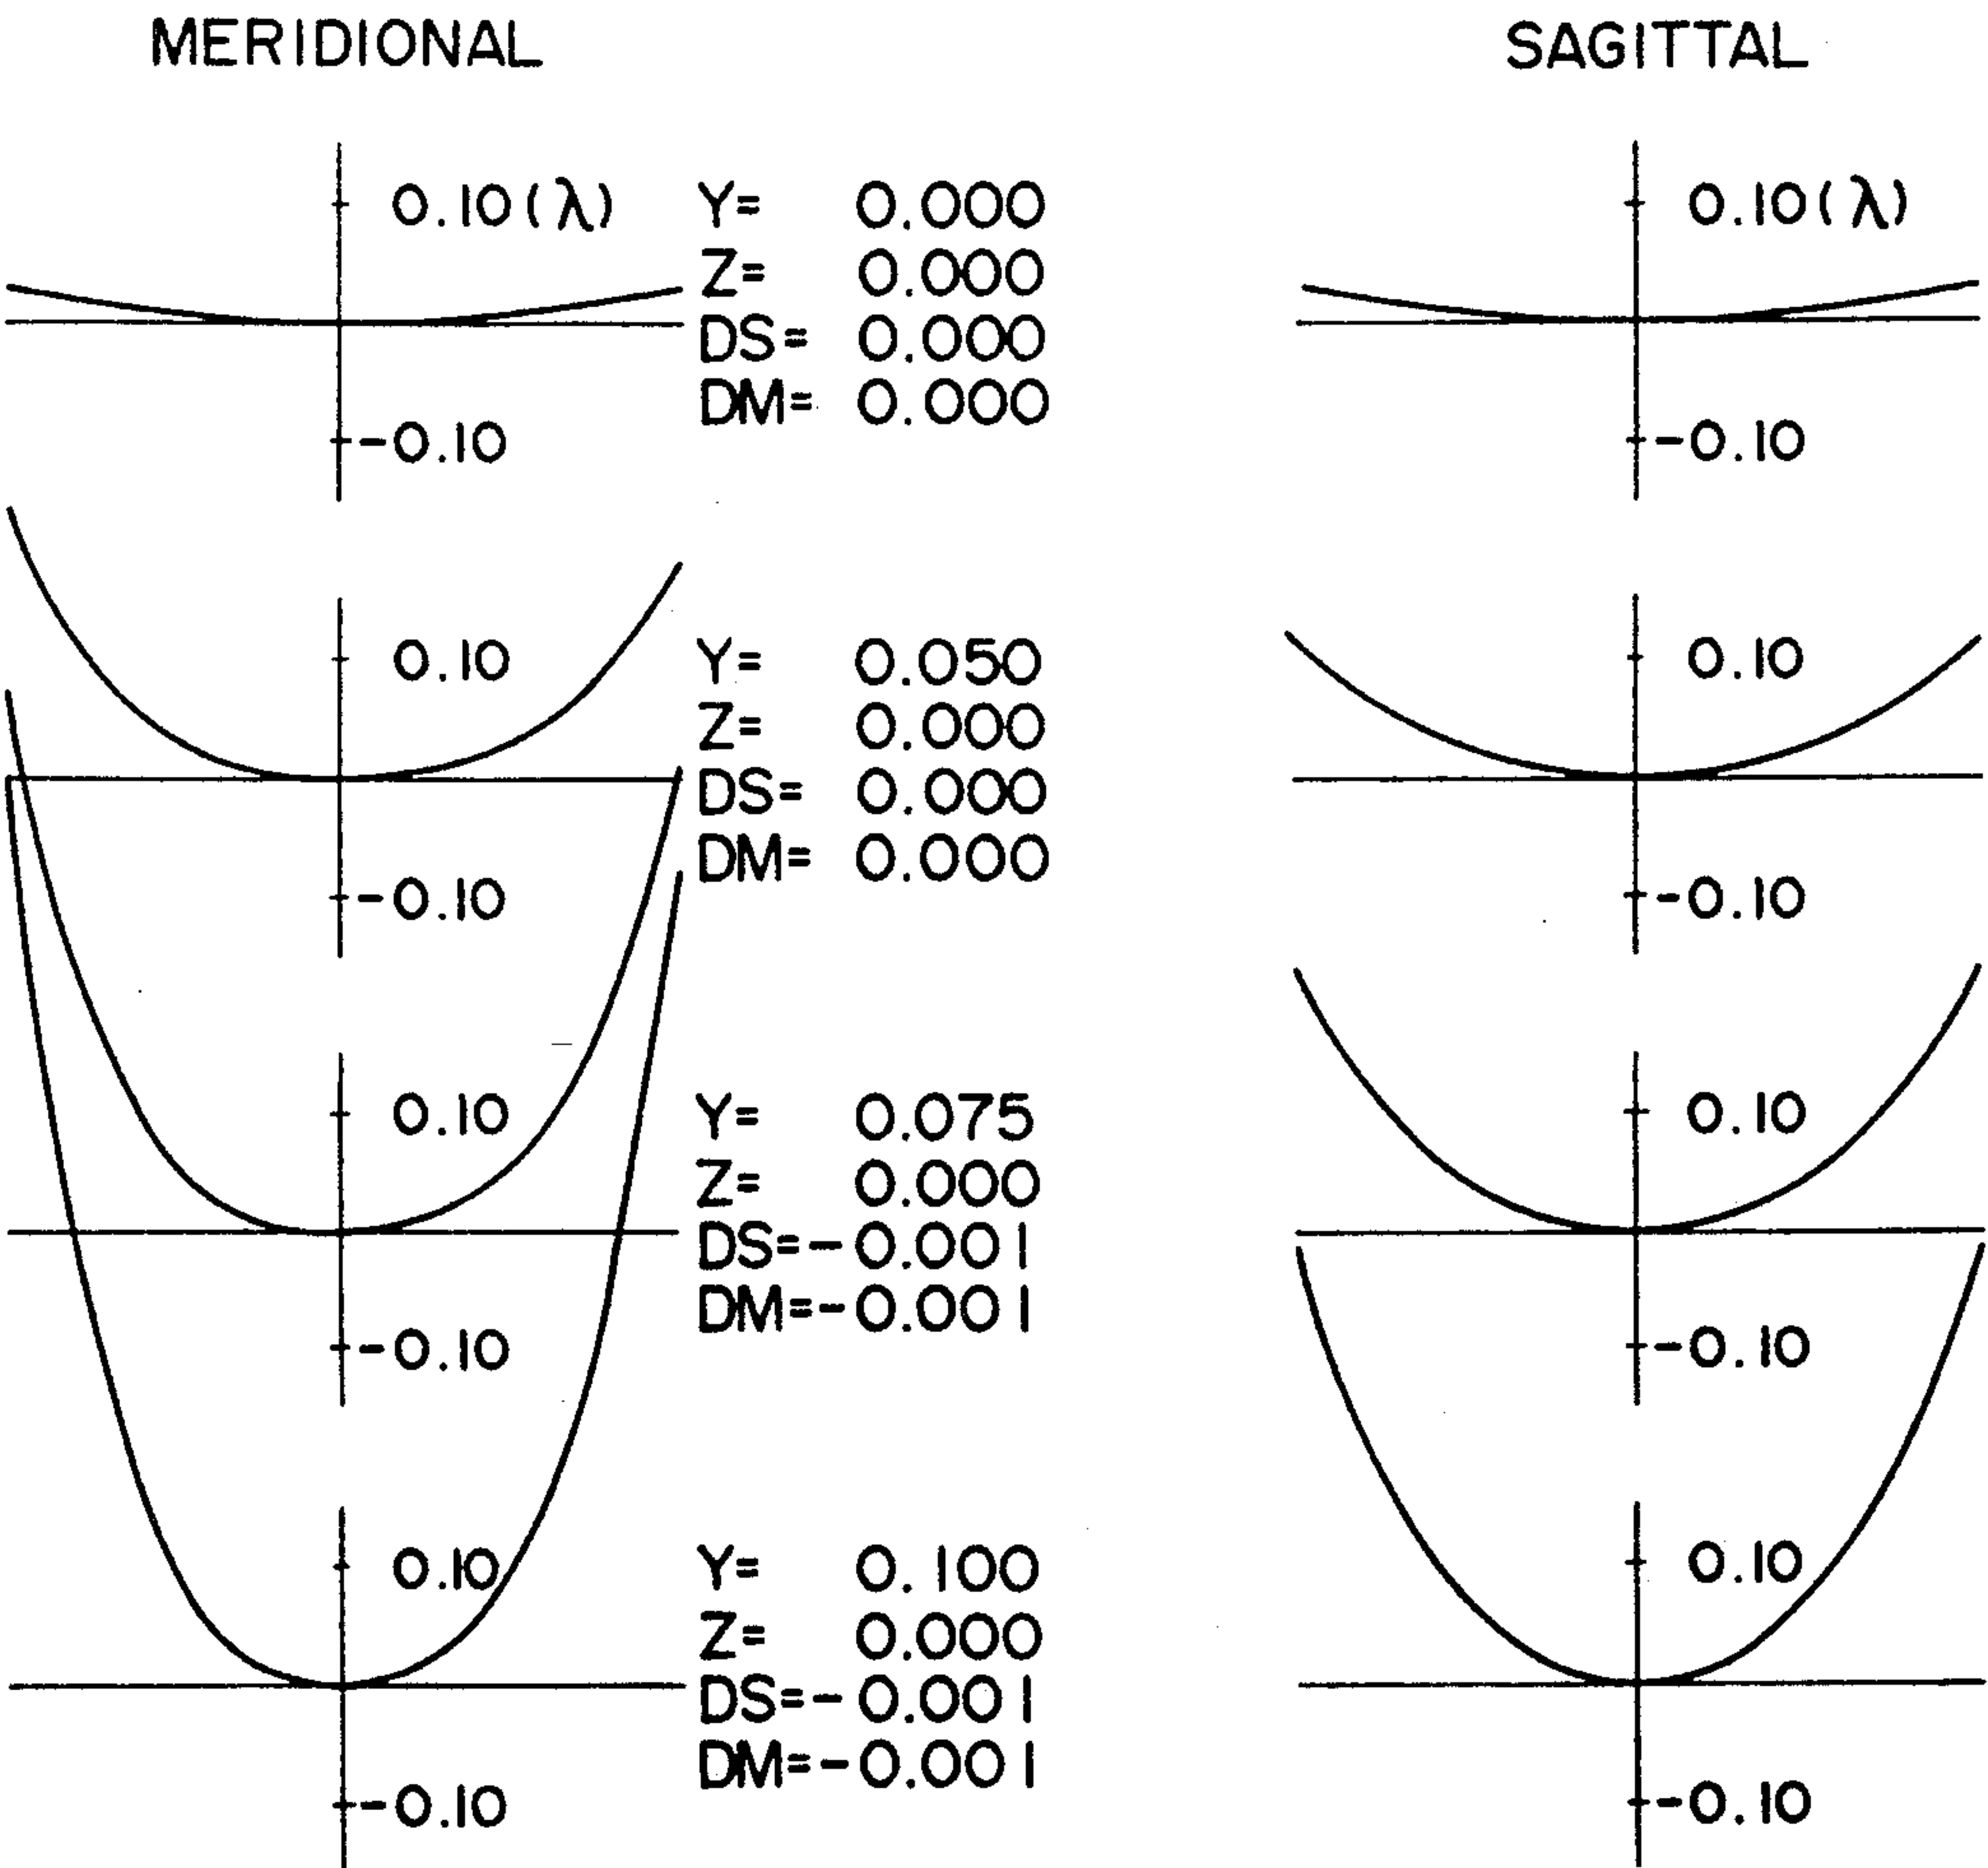 MERIDIONAL SAGITTAL
0.10(λ) Y= 0.000 0.10(λ)
Z= 0.000
DS= 0.000
DM= 0.000
-0.10 -0.10
0.10 Y= 0.050 0.10
Z= 0.000
DS= 0.000
DM= 0.000
-0.10 -0.10
0.10 Y= 0.075 0.10
Z= 0.000
DS=-0.001
DM=-0.001
-0.10 -0.10
0.10 Y= 0.100 0.10
Z= 0.000
DS=-0.001
DM=-0.001
-0.10 -0.10